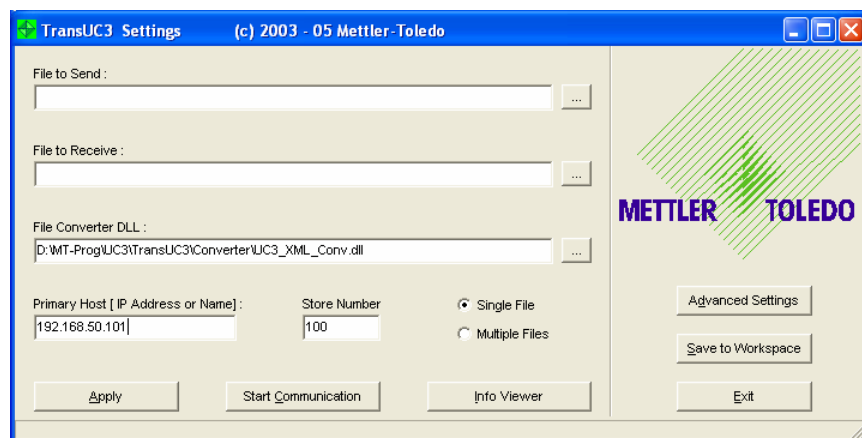 TransUC3 Settings (c) 2003 - 05 Mettler-Toledo
File to Send :
...
File to Receive :
...
METTLER TOLEDO
File Converter DLL :
D:\MT-Prog\UC3\TransUC3\Converter\UC3_XML_Conv.dll
...
Primary Host [ IP Address or Name] :
Store Number
192.168.50.101
100
Single File
Multiple Files
Advanced Settings
Save to Workspace
Apply
Start Communication
Info Viewer
Exit